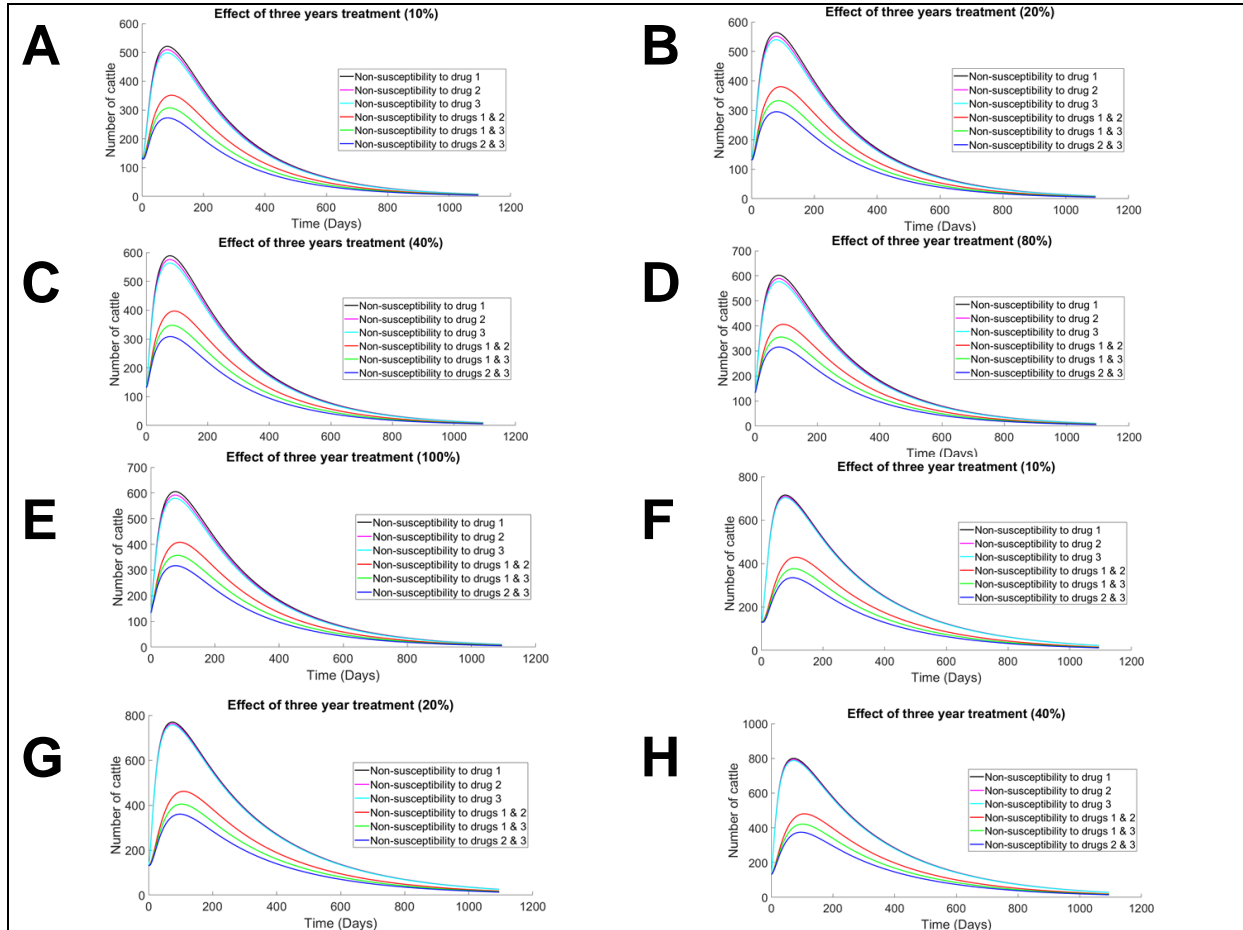 A
Effect of three years treatment (10%)
Number of cattle
600
500
400
300
200
100
0
Non-susceptibility to drug 1
Non-susceptibility to drug 2
Non-susceptibility to drug 3
Non-susceptibility to drugs 1 & 2
Non-susceptibility to drugs 1 & 3
Non-susceptibility to drugs 2 & 3
0 200 400 600 800 1000 1200
Time (Days)
B
Effect of three years treatment (20%)
Number of cattle
600
500
400
300
200
100
0
Non-susceptibility to drug 1
Non-susceptibility to drug 2
Non-susceptibility to drug 3
Non-susceptibility to drugs 1 & 2
Non-susceptibility to drugs 1 & 3
Non-susceptibility to drugs 2 & 3
0 200 400 600 800 1000 1200
Time (Days)
C
Effect of three years treatment (40%)
Number of cattle
600
500
400
300
200
100
0
Non-susceptibility to drug 1
Non-susceptibility to drug 2
Non-susceptibility to drug 3
Non-susceptibility to drugs 1 & 2
Non-susceptibility to drugs 1 & 3
Non-susceptibility to drugs 2 & 3
0 200 400 600 800 1000 1200
D
Effect of three year treatment (80%)
Number of cattle
700
600
500
400
300
200
100
0
Non-susceptibility to drug 1
Non-susceptibility to drug 2
Non-susceptibility to drug 3
Non-susceptibility to drugs 1 & 2
Non-susceptibility to drugs 1 & 3
Non-susceptibility to drugs 2 & 3
0 200 400 600 800 1000 1200
Time (Days)
E
Effect of three year treatment (100%)
Number of cattle
700
600
500
400
300
200
100
0
Non-susceptibility to drug 1
Non-susceptibility to drug 2
Non-susceptibility to drug 3
Non-susceptibility to drugs 1 & 2
Non-susceptibility to drugs 1 & 3
Non-susceptibility to drugs 2 & 3
0 200 400 600 800 1000 1200
Time (Days)
F
Effect of three year treatment (10%)
Number of cattle
800
600
400
200
0
Non-susceptibility to drug 1
Non-susceptibility to drug 2
Non-susceptibility to drug 3
Non-susceptibility to drugs 1 & 2
Non-susceptibility to drugs 1 & 3
Non-susceptibility to drugs 2 & 3
0 200 400 600 800 1000 1200
Time (Days)
G
Effect of three year treatment (20%)
Number of cattle
800
600
400
200
0
Non-susceptibility to drug 1
Non-susceptibility to drug 2
Non-susceptibility to drug 3
Non-susceptibility to drugs 1 & 2
Non-susceptibility to drugs 1 & 3
Non-susceptibility to drugs 2 & 3
0 200 400 600 800 1000 1200
Time (Days)
H
Effect of three year treatment (40%)
Number of cattle
1000
800
600
400
200
0
Non-susceptibility to drug 1
Non-susceptibility to drug 2
Non-susceptibility to drug 3
Non-susceptibility to drugs 1 & 2
Non-susceptibility to drugs 1 & 3
Non-susceptibility to drugs 2 & 3
0 200 400 600 800 1000 1200
Time (Days)